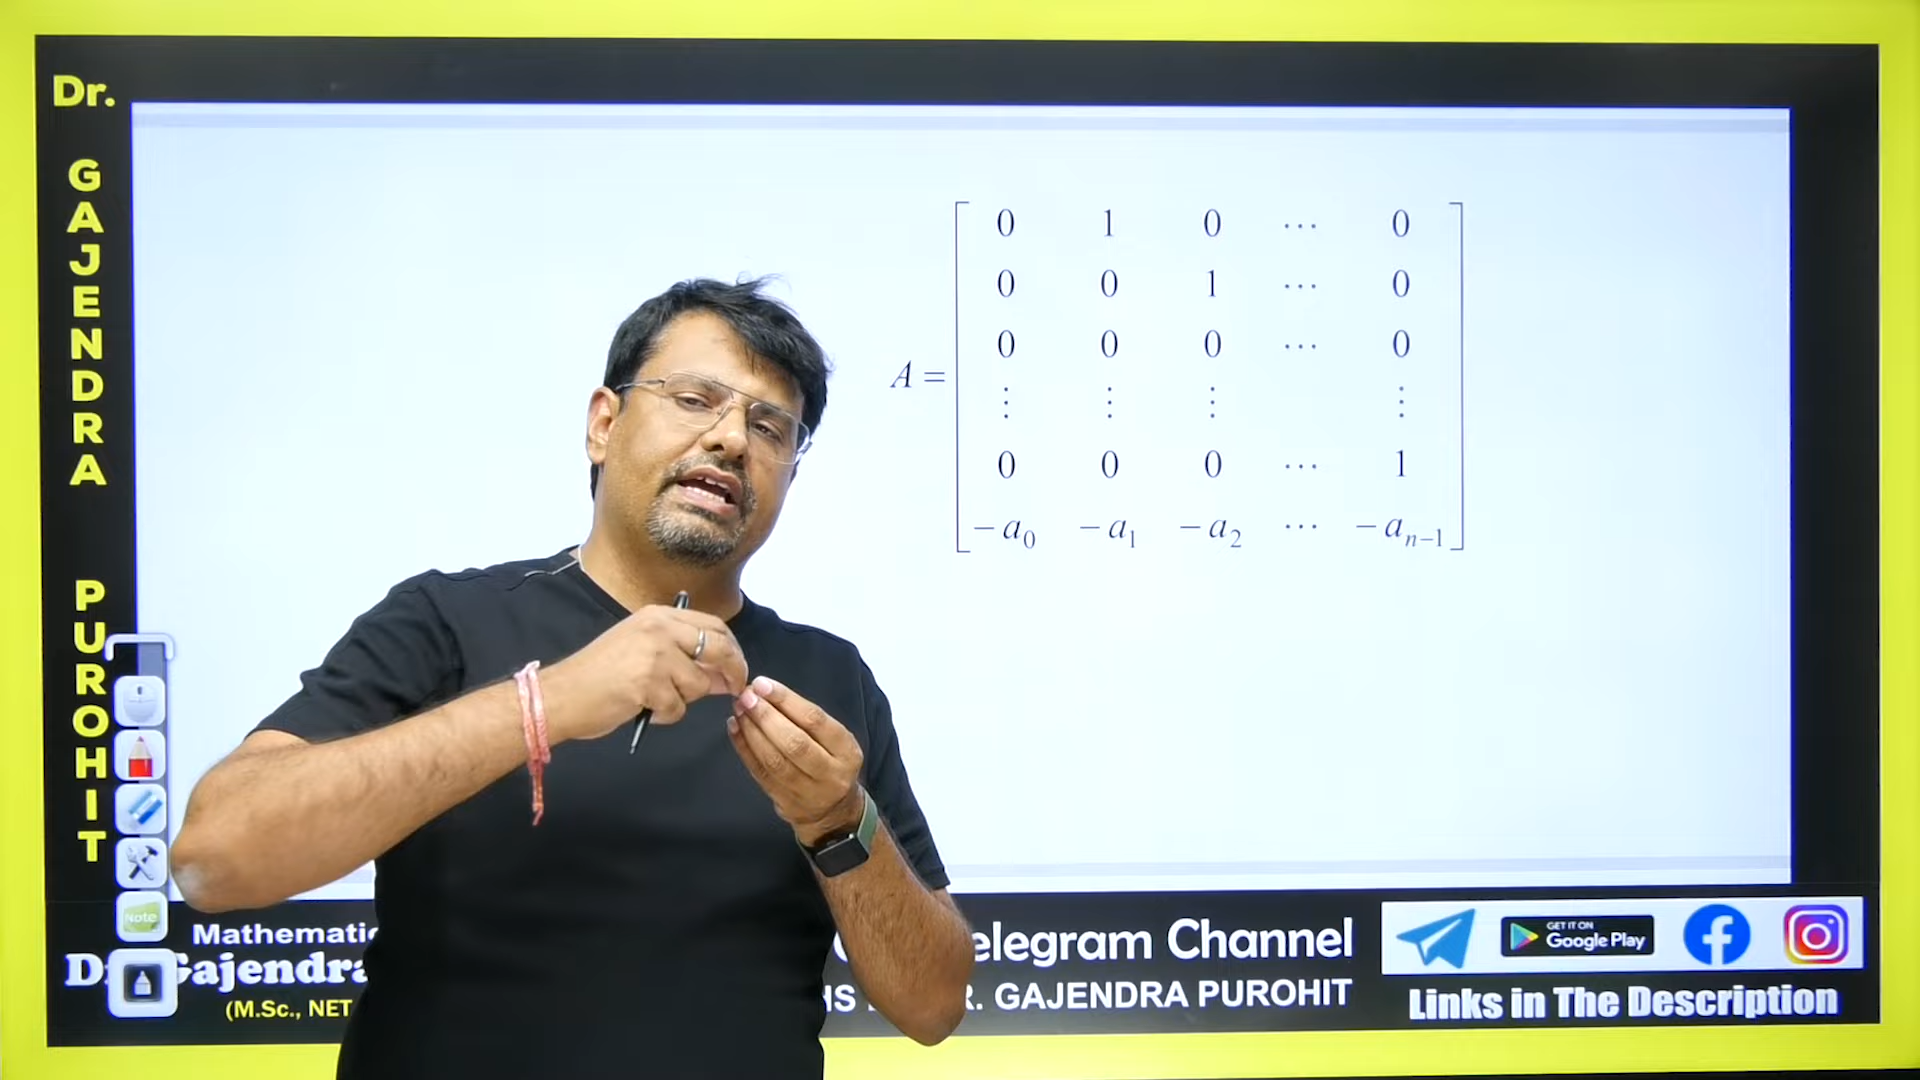 Dr.
GAJENDRA
PUROHIT
0 1 0 ⋯ 0
0 0 1 ⋯ 0
0 0 0 ⋯ 0
A =
⋮ ⋮ ⋮ ⋮
0 0 0 ⋯ 1
−a₀ −a₁ −a₂ ⋯ −aₙ₋₁
Note
Gajendra
(M.Sc., NET
Channel
DR. GAJENDRA PUROHIT
GET IT ON
Google Play
Links in The Description